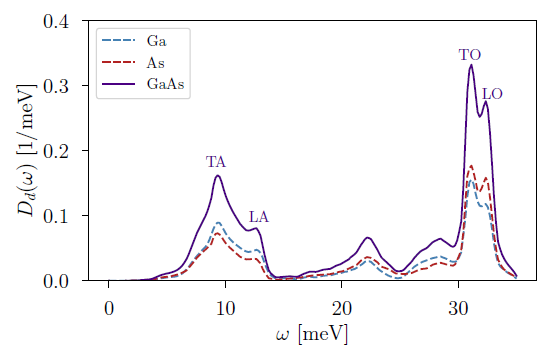 0.4
0.3
0.2
0.1
0.0
D_d(ω) [1/meV]
Ga
As
GaAs
TA
LA
TO
LO
0 10 20 30
ω [meV]